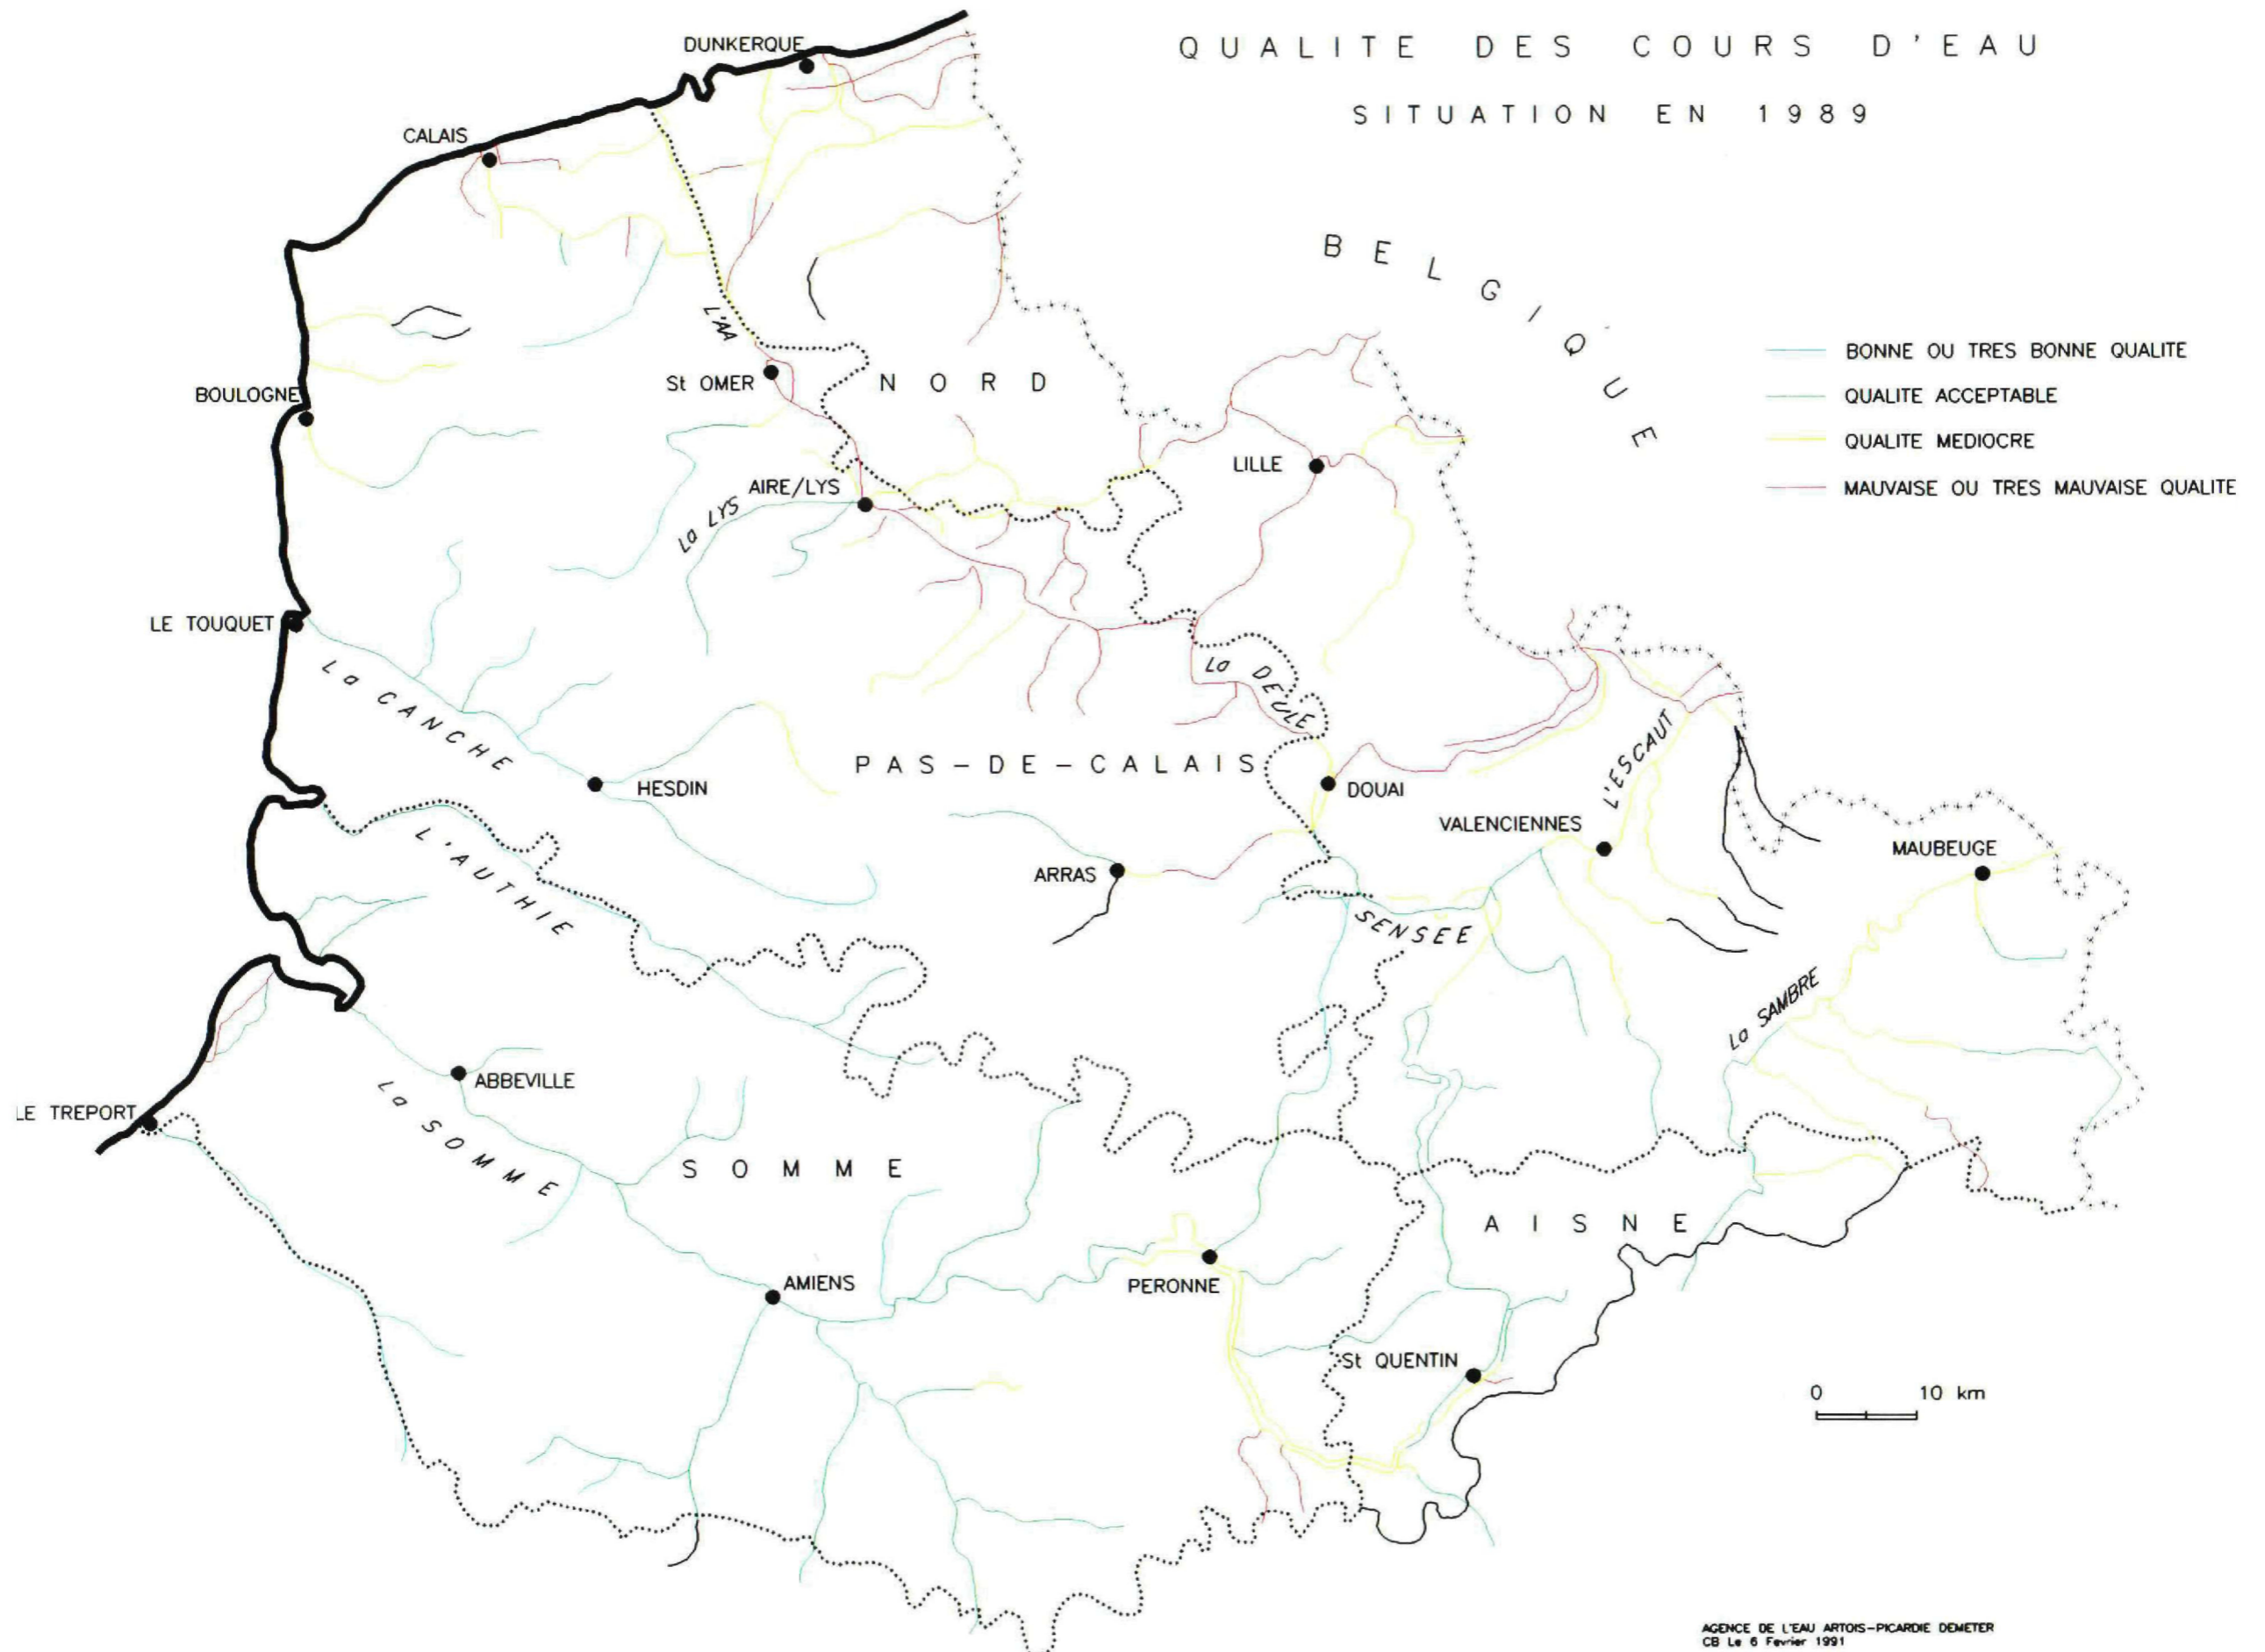 QUALITE DES COURS D'EAU
SITUATION EN 1989
DUNKERQUE
CALAIS
BELGIQUE
L'AA
BONNE OU TRES BONNE QUALITE
QUALITE ACCEPTABLE
QUALITE MEDIOCRE
MAUVAISE OU TRES MAUVAISE QUALITE
St OMER
NORD
BOULOGNE
LILLE
AIRE/LYS
La LYS
LE TOUQUET
La CANCHE
La DEULE
PAS-DE-CALAIS
HESDIN
DOUAI
L'ESCAUT
VALENCIENNES
MAUBEUGE
L'AUTHIE
ARRAS
SENSEE
La SAMBRE
ABBEVILLE
LE TREPORT
La SOMME
SOMME
AISNE
AMIENS
PERONNE
St QUENTIN
0 10 km
AGENCE DE L'EAU ARTOIS-PICARDIE DEMETER
CB Le 6 Fevrier 1991